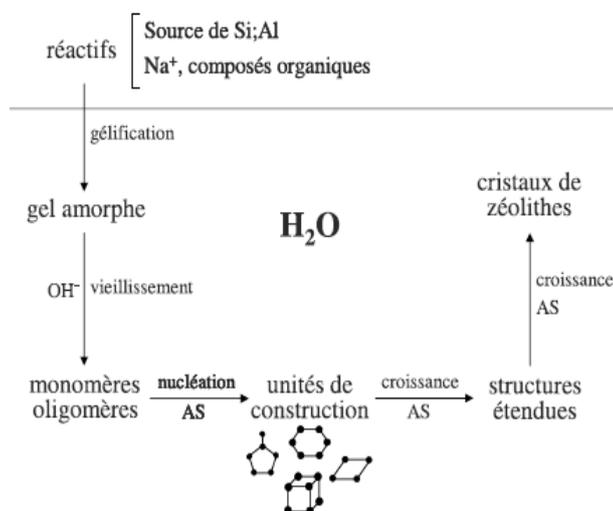 réactifs
Source de Si;Al
Na⁺, composés organiques
gélification
gel amorphe
H₂O
cristaux de
zéolithes
OH⁻
vieillissement
croissance
AS
monomères
oligomères
nucléation
AS
unités de
construction
croissance
AS
structures
étendues